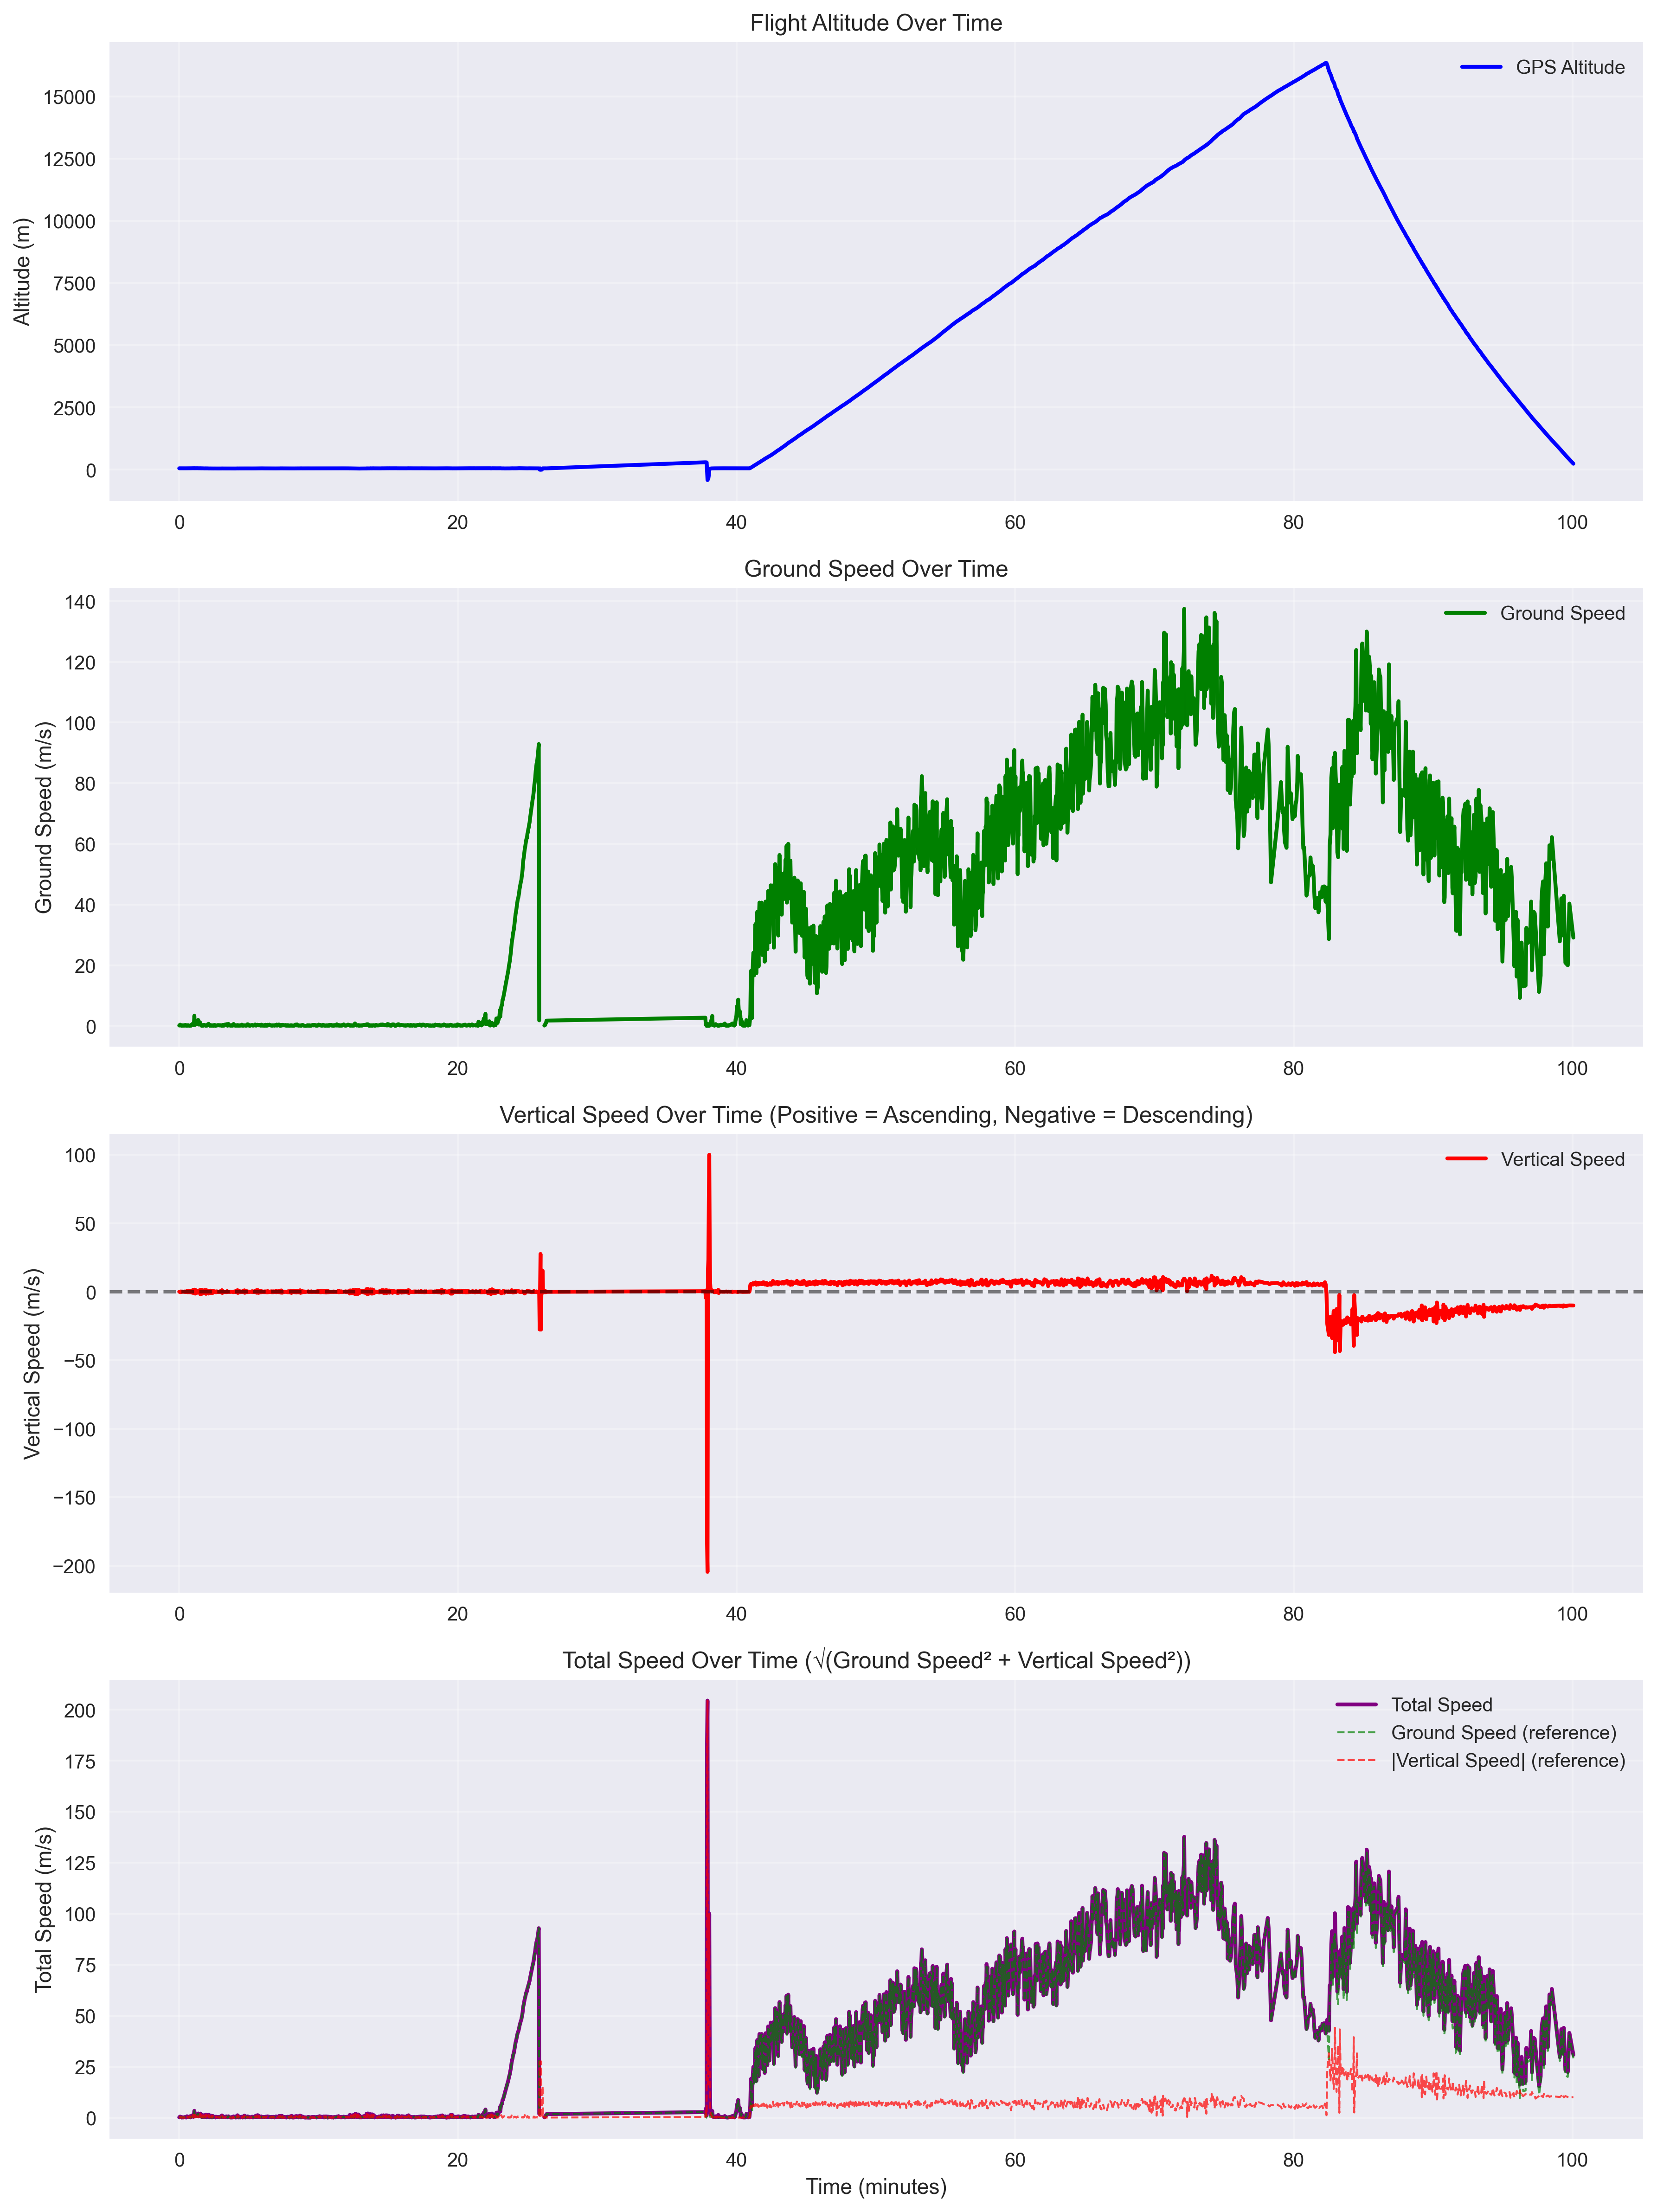 Flight Altitude Over Time
GPS Altitude
Altitude (m)
15000
12500
10000
7500
5000
2500
0
0 20 40 60 80 100
Ground Speed Over Time
Ground Speed
Ground Speed (m/s)
140
120
100
80
60
40
20
0
0 20 40 60 80 100
Vertical Speed Over Time (Positive = Ascending, Negative = Descending)
Vertical Speed
Vertical Speed (m/s)
100
50
0
−50
−100
−150
−200
0 20 40 60 80 100
Total Speed Over Time (√(Ground Speed² + Vertical Speed²))
Total Speed
Ground Speed (reference)
|Vertical Speed| (reference)
Total Speed (m/s)
200
175
150
125
100
75
50
25
0
0 20 40 60 80 100
Time (minutes)